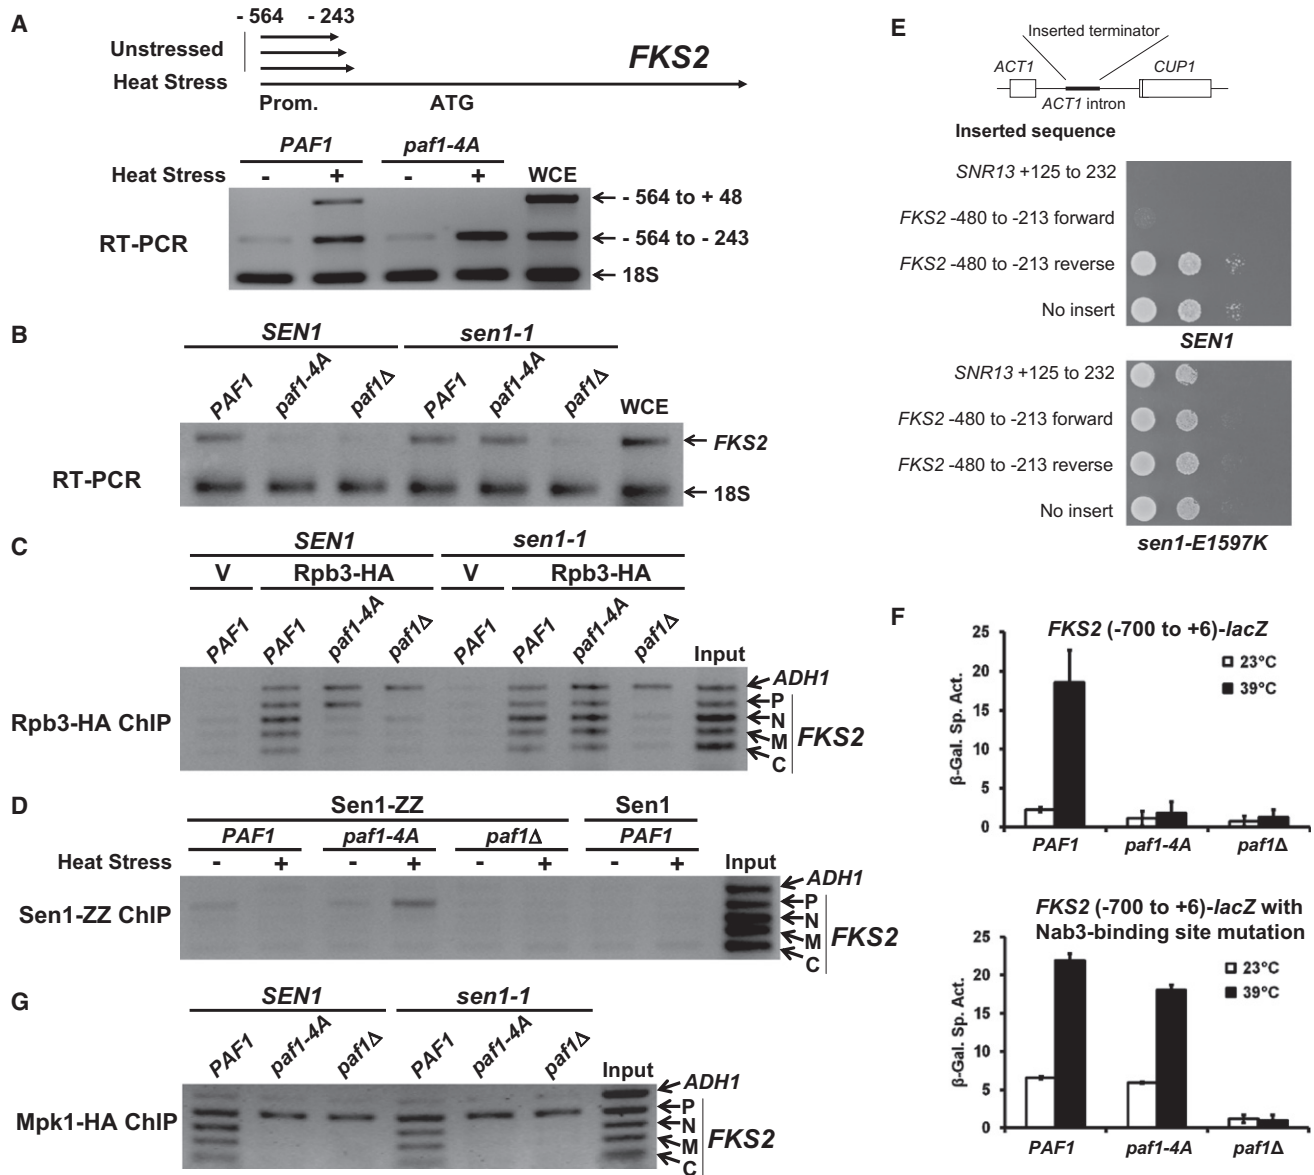 A
- 564 - 243
Unstressed
Heat Stress
FKS2
Prom. ATG
PAF1 paf1-4A
Heat Stress - + - + WCE
RT-PCR
- 564 to + 48
- 564 to - 243
18S
B
SEN1 sen1-1
PAF1 paf1-4A paf1Δ PAF1 paf1-4A paf1Δ WCE
RT-PCR
FKS2
18S
C
SEN1 sen1-1
V Rpb3-HA V Rpb3-HA
PAF1 PAF1 paf1-4A paf1Δ PAF1 PAF1 paf1-4A paf1Δ Input
Rpb3-HA ChIP
ADH1
P
N
M
C
FKS2
D
Sen1-ZZ Sen1
PAF1 paf1-4A paf1Δ PAF1
Heat Stress - + - + - + - + Input
Sen1-ZZ ChIP
ADH1
P
N
M
C
FKS2
G
SEN1 sen1-1
PAF1 paf1-4A paf1Δ PAF1 paf1-4A paf1Δ Input
Mpk1-HA ChIP
ADH1
P
N
M
C
FKS2
E
Inserted terminator
ACT1 CUP1
ACT1 intron
Inserted sequence
SNR13 +125 to 232
FKS2 -480 to -213 forward
FKS2 -480 to -213 reverse
No insert
SEN1
SNR13 +125 to 232
FKS2 -480 to -213 forward
FKS2 -480 to -213 reverse
No insert
sen1-E1597K
F
FKS2 (-700 to +6)-lacZ
23°C
39°C
β-Gal. Sp. Act.
25
20
15
10
5
0
PAF1 paf1-4A paf1Δ
FKS2 (-700 to +6)-lacZ with
Nab3-binding site mutation
23°C
39°C
β-Gal. Sp. Act.
25
20
15
10
5
0
PAF1 paf1-4A paf1Δ